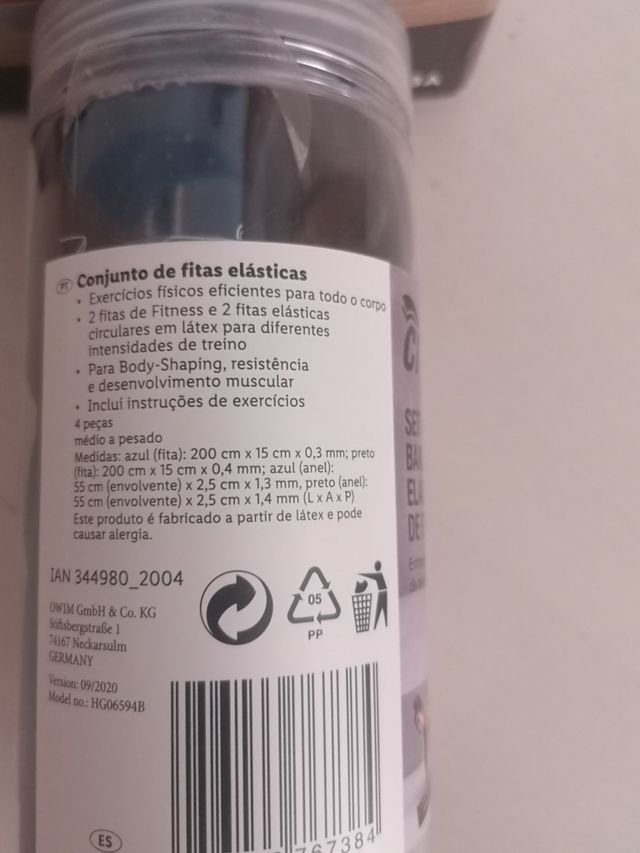 SA
PT Conjunto de fitas elásticas
• Exercícios físicos eficientes para todo o corpo
• 2 fitas de Fitness e 2 fitas elásticas
circulares em látex para diferentes
intensidades de treino
• Para Body-Shaping, resistência
e desenvolvimento muscular
• Inclui instruções de exercícios
4 peças
médio a pesado
Medidas: azul (fita): 200 cm x 15 cm x 0,3 mm; preto
(fita): 200 cm x 15 cm x 0,4 mm; azul (anel):
55 cm (envolvente) x 2,5 cm x 1,3 mm, preto (anel):
55 cm (envolvente) x 2,5 cm x 1,4 mm (L x A x P)
Este produto é fabricado a partir de látex e pode
causar alergia.
IAN 344980_2004
OWIM GmbH & Co. KG
Stiftsbergstraße 1
74167 Neckarsulm
GERMANY
Version: 09/2020
Model no.: HG06594B
05
PP
767384
ES
SET
DE